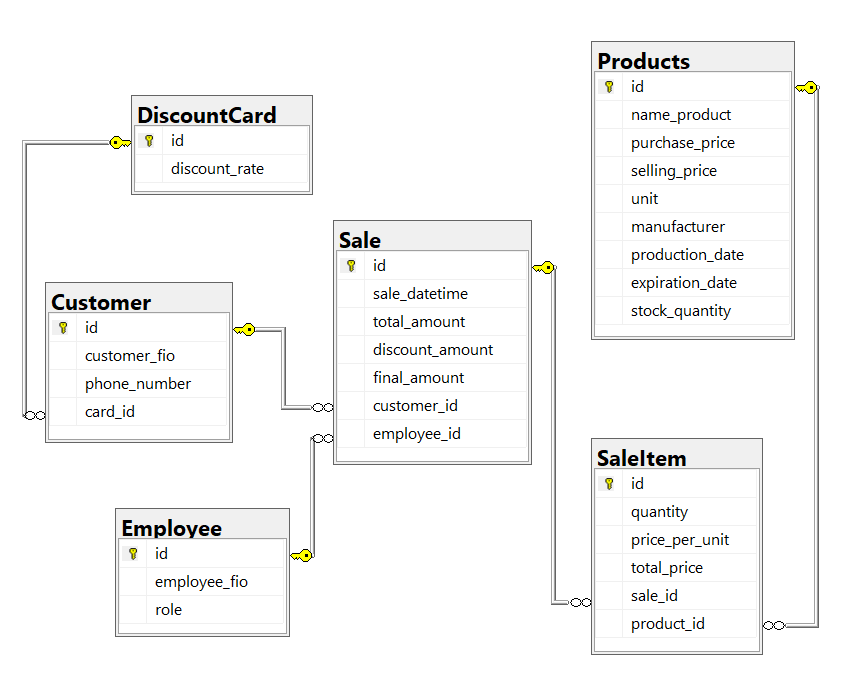 DiscountCard
id
discount_rate
Customer
id
customer_fio
phone_number
card_id
Employee
id
employee_fio
role
Sale
id
sale_datetime
total_amount
discount_amount
final_amount
customer_id
employee_id
Products
id
name_product
purchase_price
selling_price
unit
manufacturer
production_date
expiration_date
stock_quantity
SaleItem
id
quantity
price_per_unit
total_price
sale_id
product_id